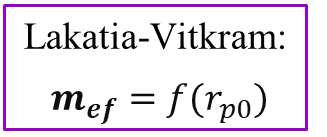 Lakatia-Vitkram:
m_ef = f(r_p0)